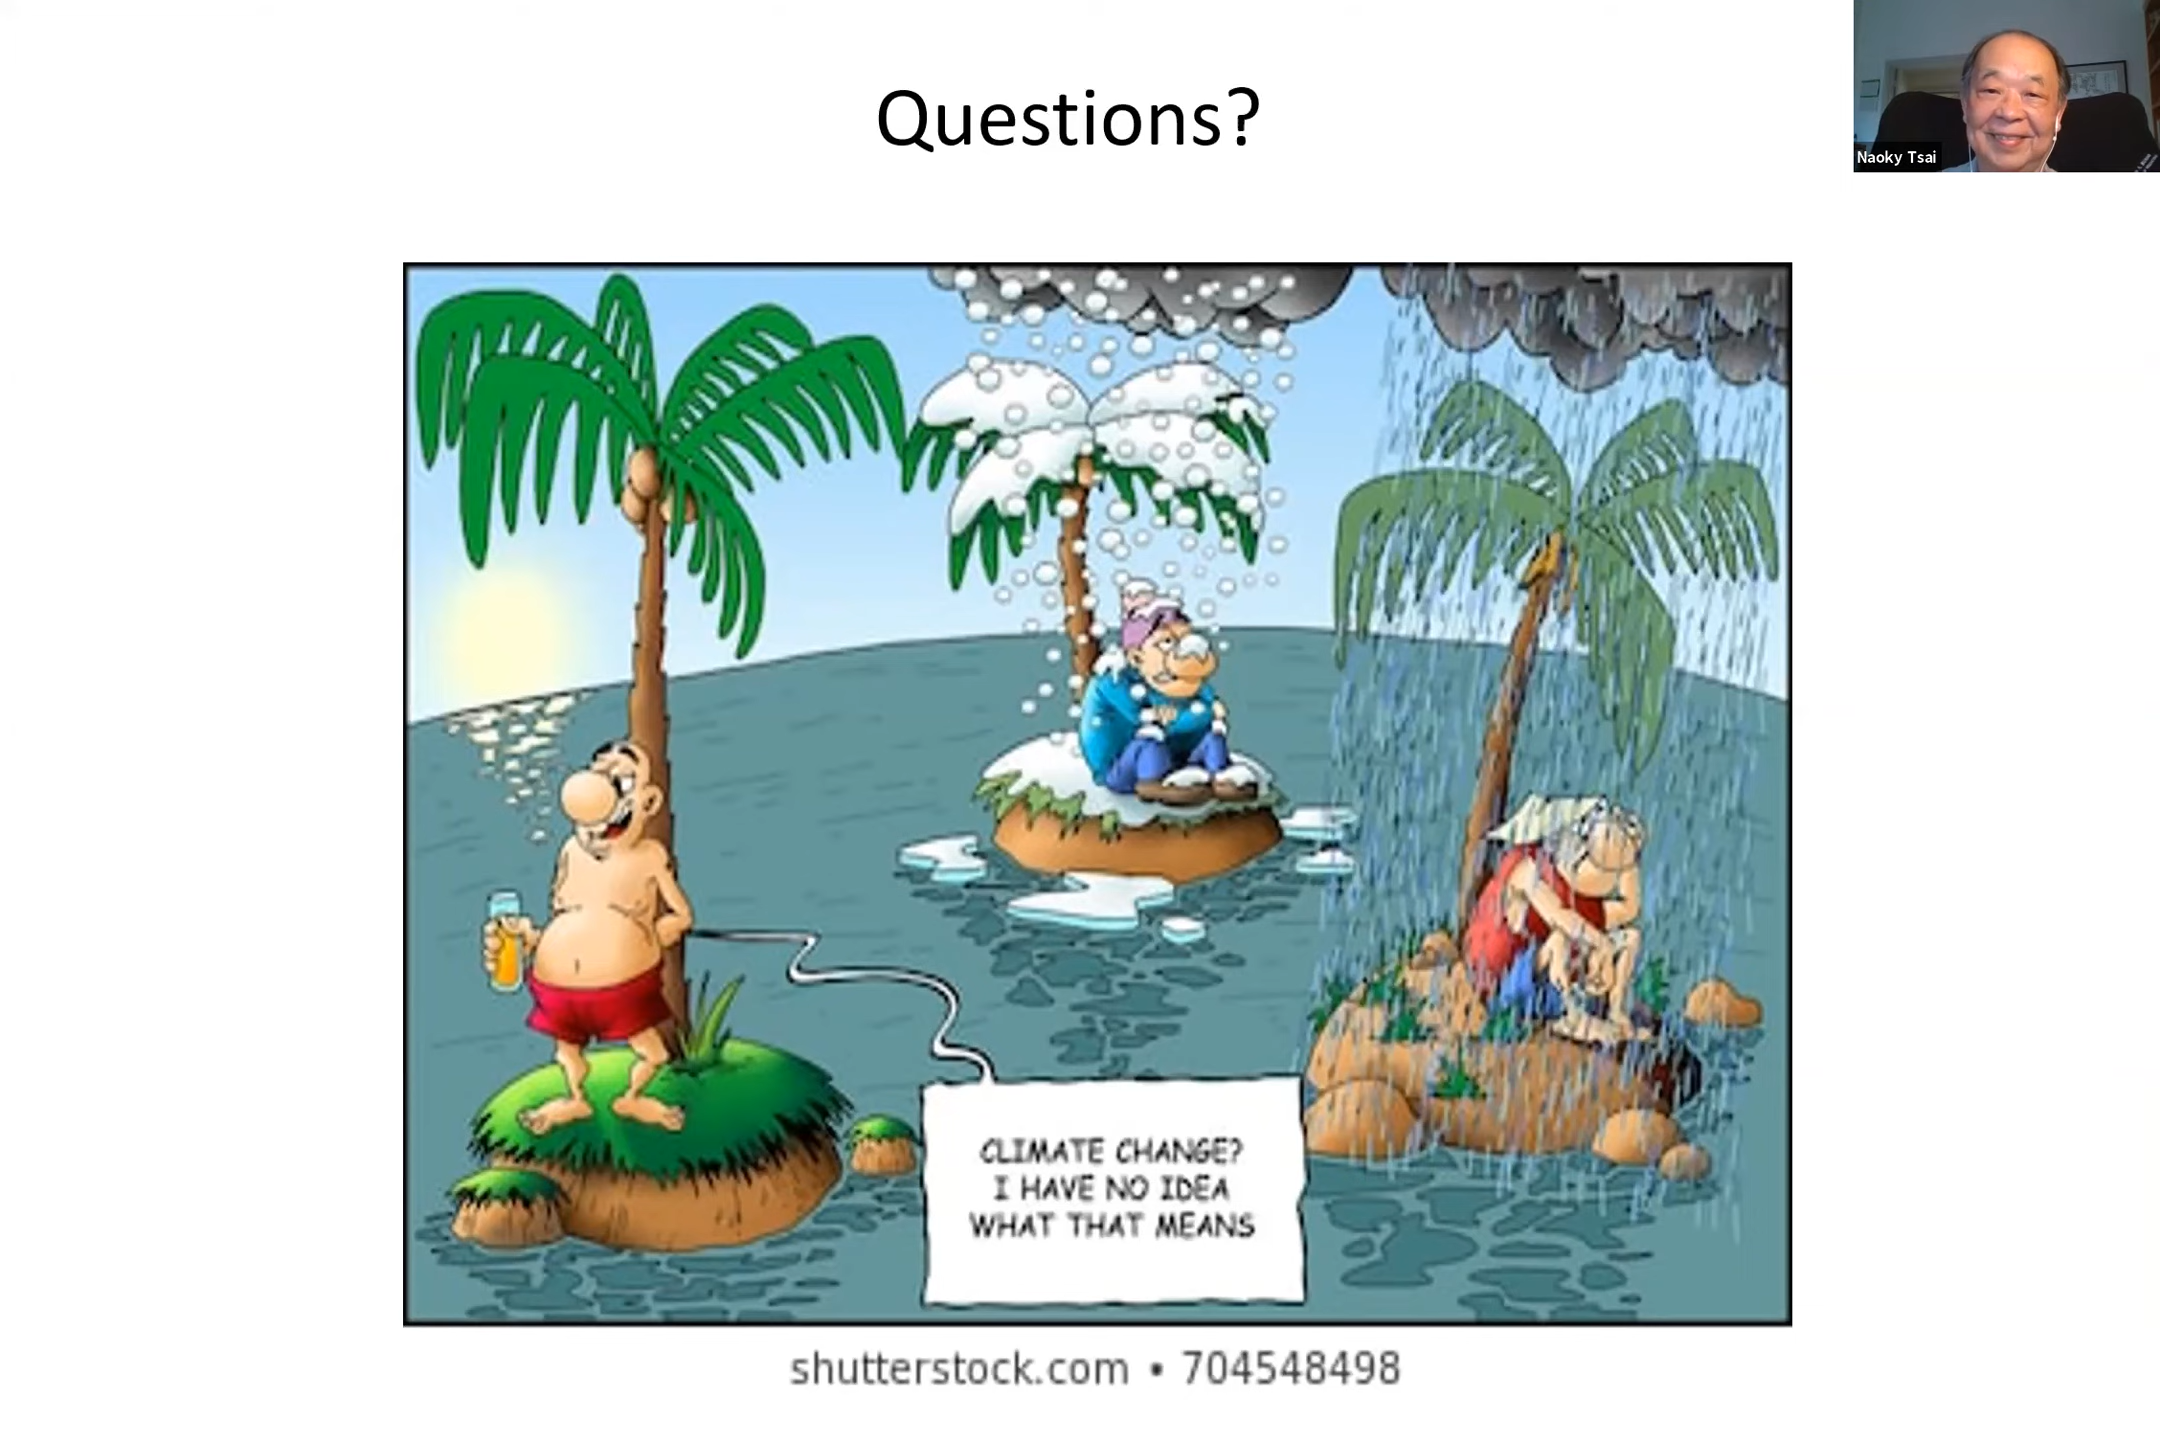 Questions?
Naoky Tsai
CLIMATE CHANGE?
I HAVE NO IDEA
WHAT THAT MEANS
shutterstock.com • 704548498